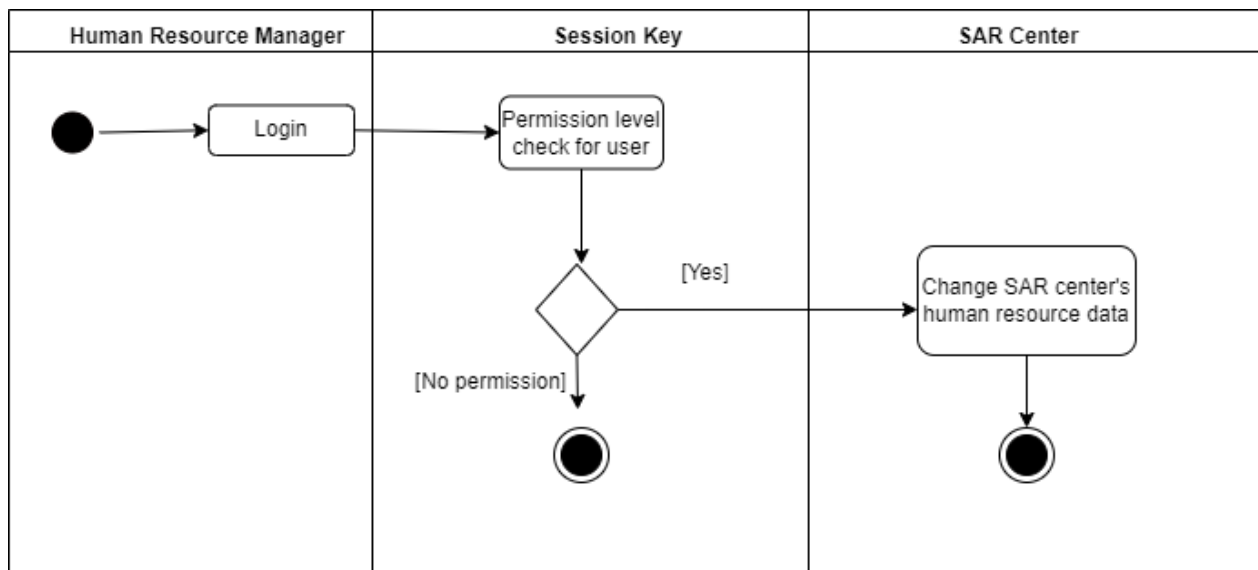 Human Resource Manager
Session Key
SAR Center
Login
Permission level
check for user
[Yes]
Change SAR center's
human resource data
[No permission]